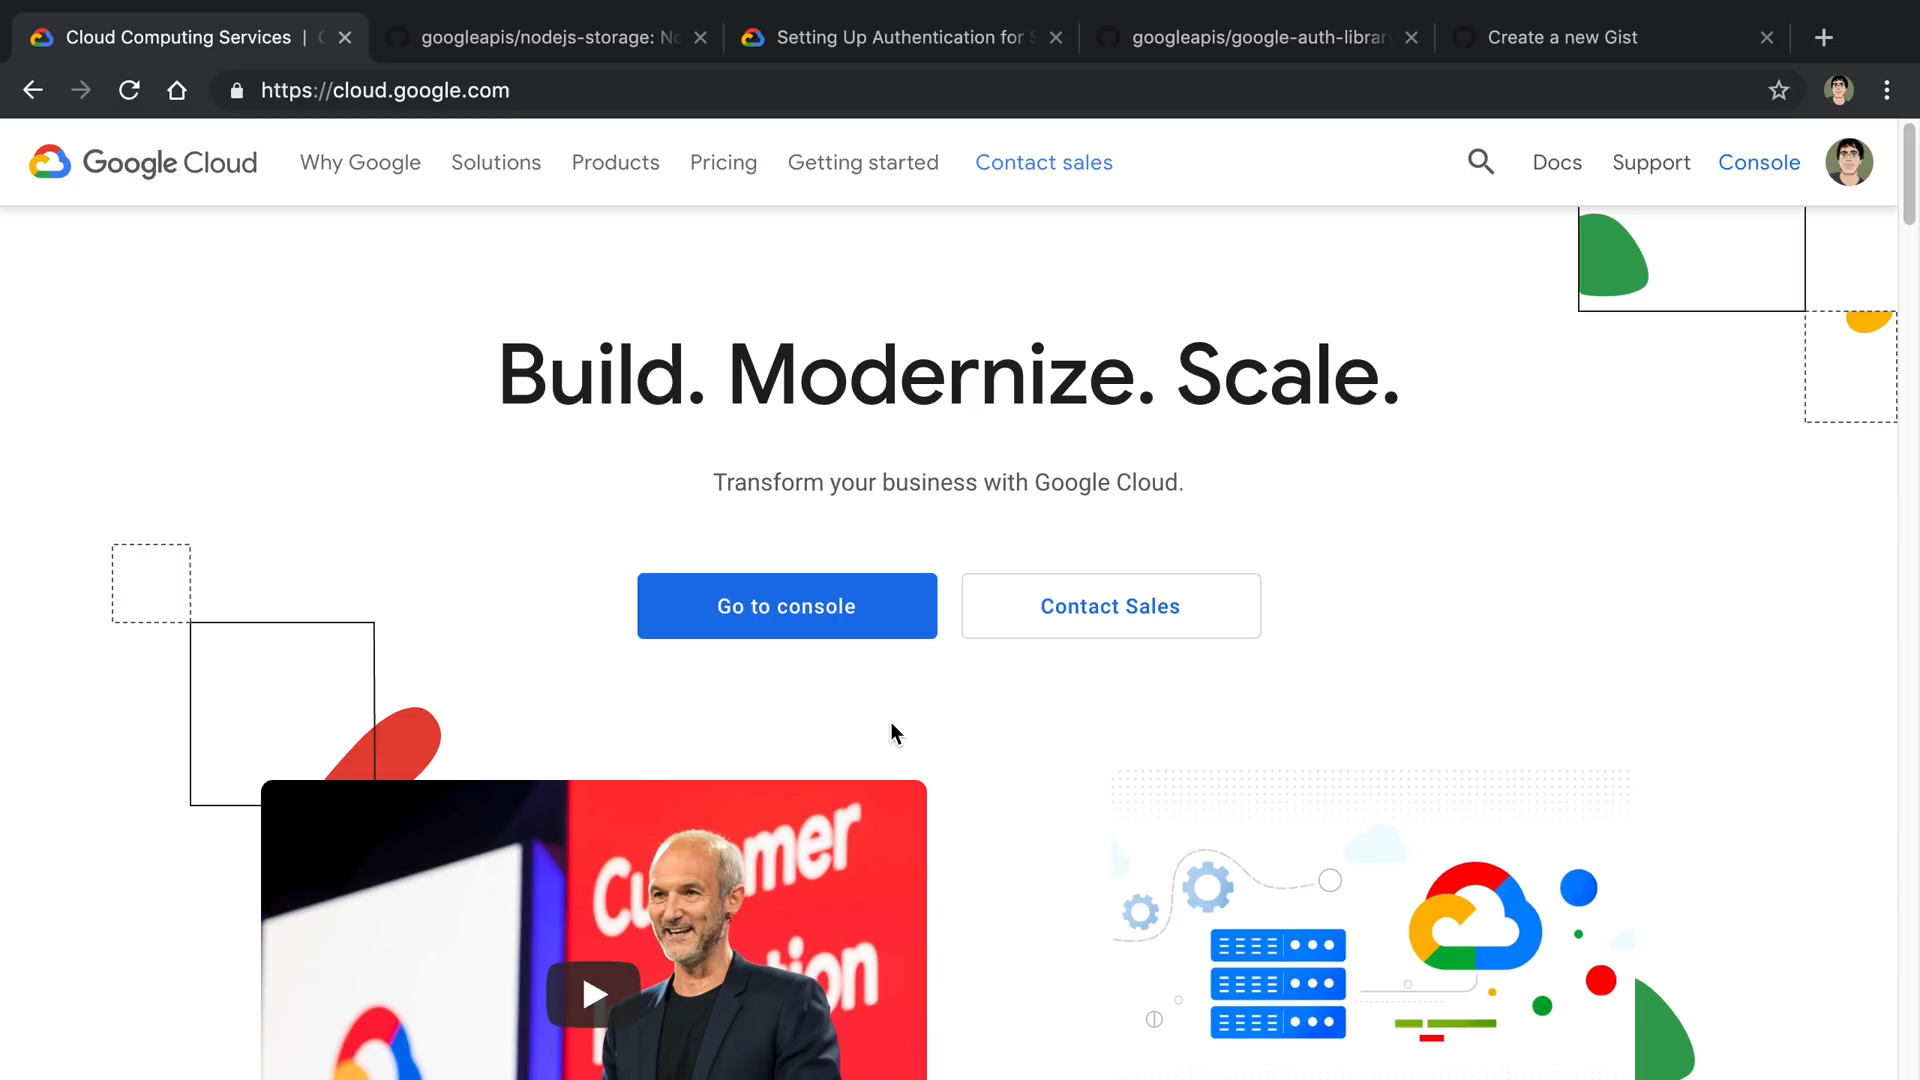 Cloud Computing Services |
googleapis/nodejs-storage: No
Setting Up Authentication for S
googleapis/google-auth-librar
Create a new Gist
https://cloud.google.com
Google Cloud
Why Google
Solutions
Products
Pricing
Getting started
Contact sales
Docs
Support
Console
Build. Modernize. Scale.
Transform your business with Google Cloud.
Go to console
Contact Sales